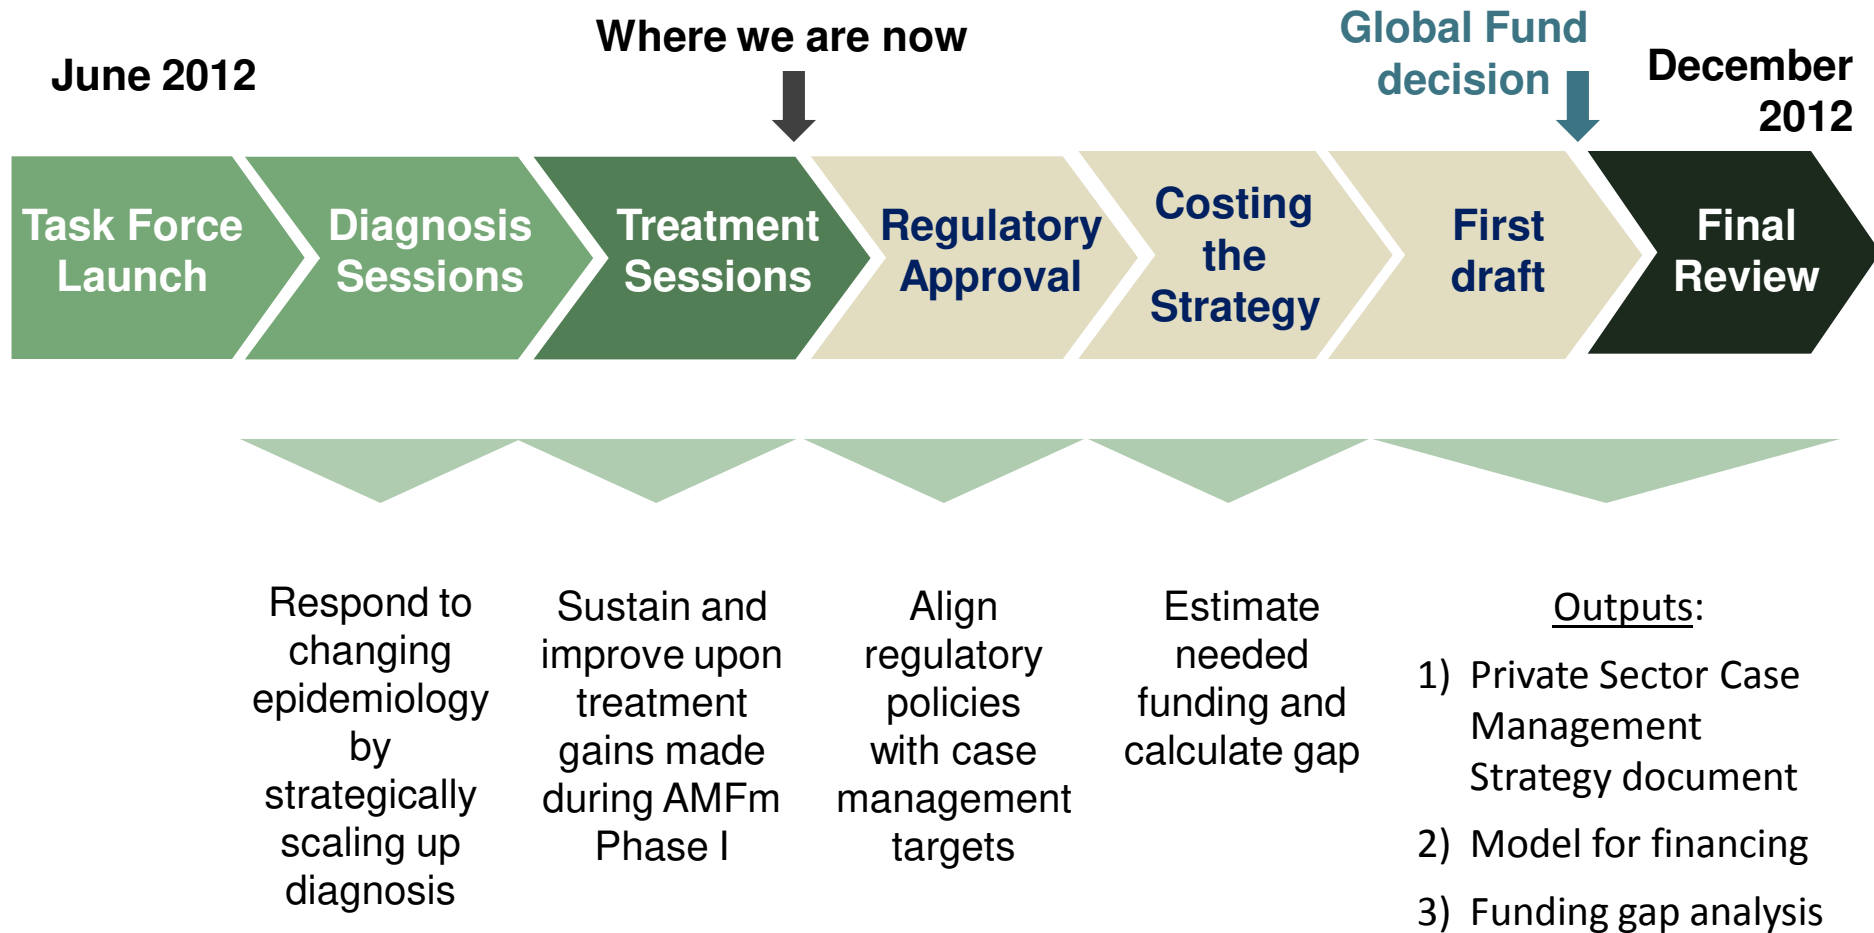 June 2012
Where we are now
Global Fund
decision
December
2012
Task Force
Launch
Diagnosis
Sessions
Treatment
Sessions
Regulatory
Approval
Costing
the
Strategy
First
draft
Final
Review
Respond to
changing
epidemiology
by
strategically
scaling up
diagnosis
Sustain and
improve upon
treatment
gains made
during AMFm
Phase I
Align
regulatory
policies
with case
management
targets
Estimate
needed
funding and
calculate gap
Outputs:
1) Private Sector Case
Management
Strategy document
2) Model for financing
3) Funding gap analysis